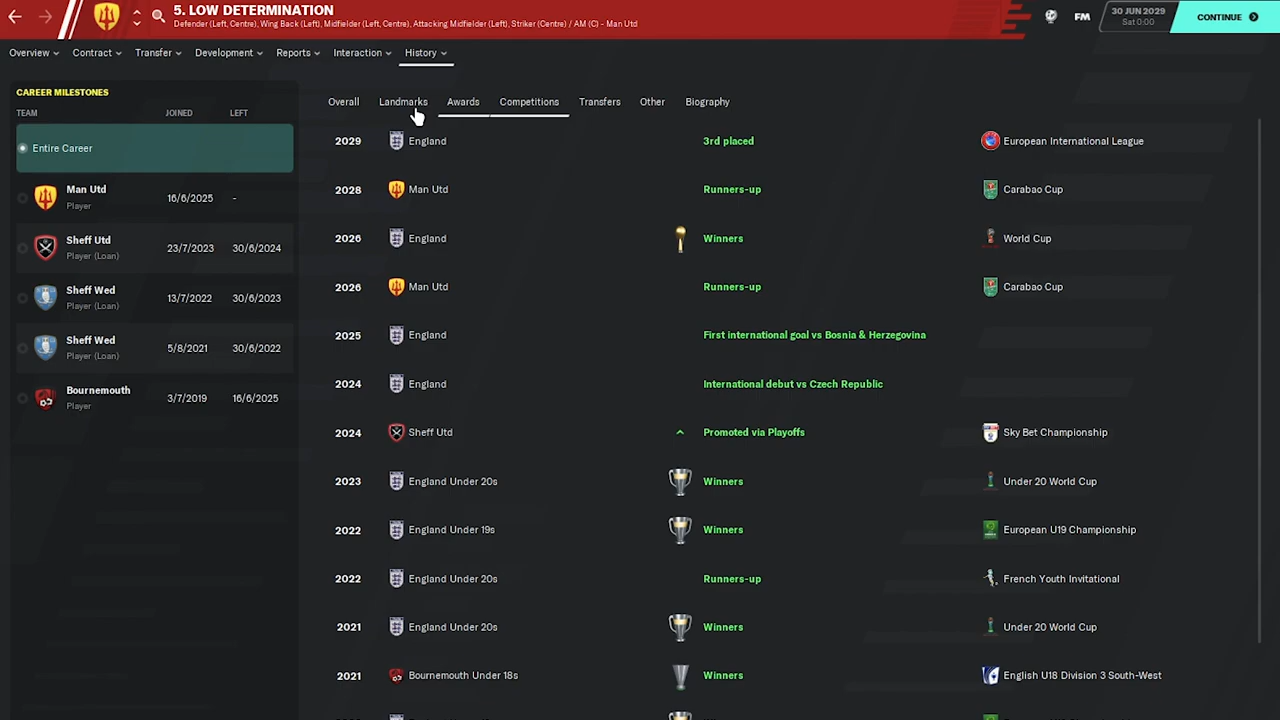 5. LOW DETERMINATION
Defender (Left, Centre), Wing Back (Left), Midfielder (Left, Centre), Attacking Midfielder (Left), Striker (Centre) / AM (C) - Man Utd
FM
30 JUN 2029
Sat 0:00
CONTINUE
Overview
Contract
Transfer
Development
Reports
Interaction
History
CAREER MILESTONES
TEAM JOINED LEFT
Entire Career
Man Utd
Player
16/6/2025 -
Sheff Utd
Player (Loan)
23/7/2023 30/6/2024
Sheff Wed
Player (Loan)
13/7/2022 30/6/2023
Sheff Wed
Player (Loan)
5/8/2021 30/6/2022
Bournemouth
Player
3/7/2019 16/6/2025
Overall Landmarks Awards Competitions Transfers Other Biography
2029 England 3rd placed European International League
2028 Man Utd Runners-up Carabao Cup
2026 England Winners World Cup
2026 Man Utd Runners-up Carabao Cup
2025 England First international goal vs Bosnia & Herzegovina
2024 England International debut vs Czech Republic
2024 Sheff Utd Promoted via Playoffs Sky Bet Championship
2023 England Under 20s Winners Under 20 World Cup
2022 England Under 19s Winners European U19 Championship
2022 England Under 20s Runners-up French Youth Invitational
2021 England Under 20s Winners Under 20 World Cup
2021 Bournemouth Under 18s Winners English U18 Division 3 South-West